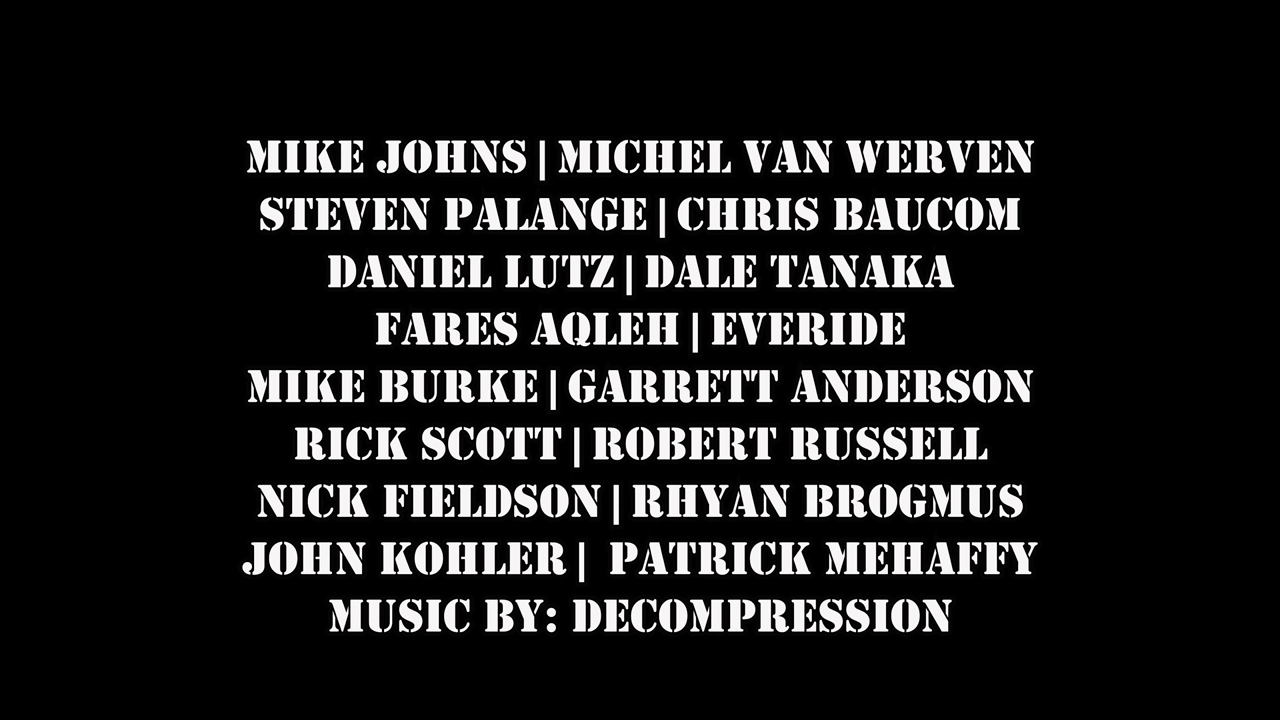 MIKE JOHNS | MICHEL VAN WERVEN
STEVEN PALANGE | CHRIS BAUCOM
DANIEL LUTZ | DALE TANAKA
FARES AQLEH | EVERIDE
MIKE BURKE | GARRETT ANDERSON
RICK SCOTT | ROBERT RUSSELL
NICK FIELDSON | RHYAN BROGMUS
JOHN KOHLER | PATRICK MEHAFFY
MUSIC BY: DECOMPRESSION